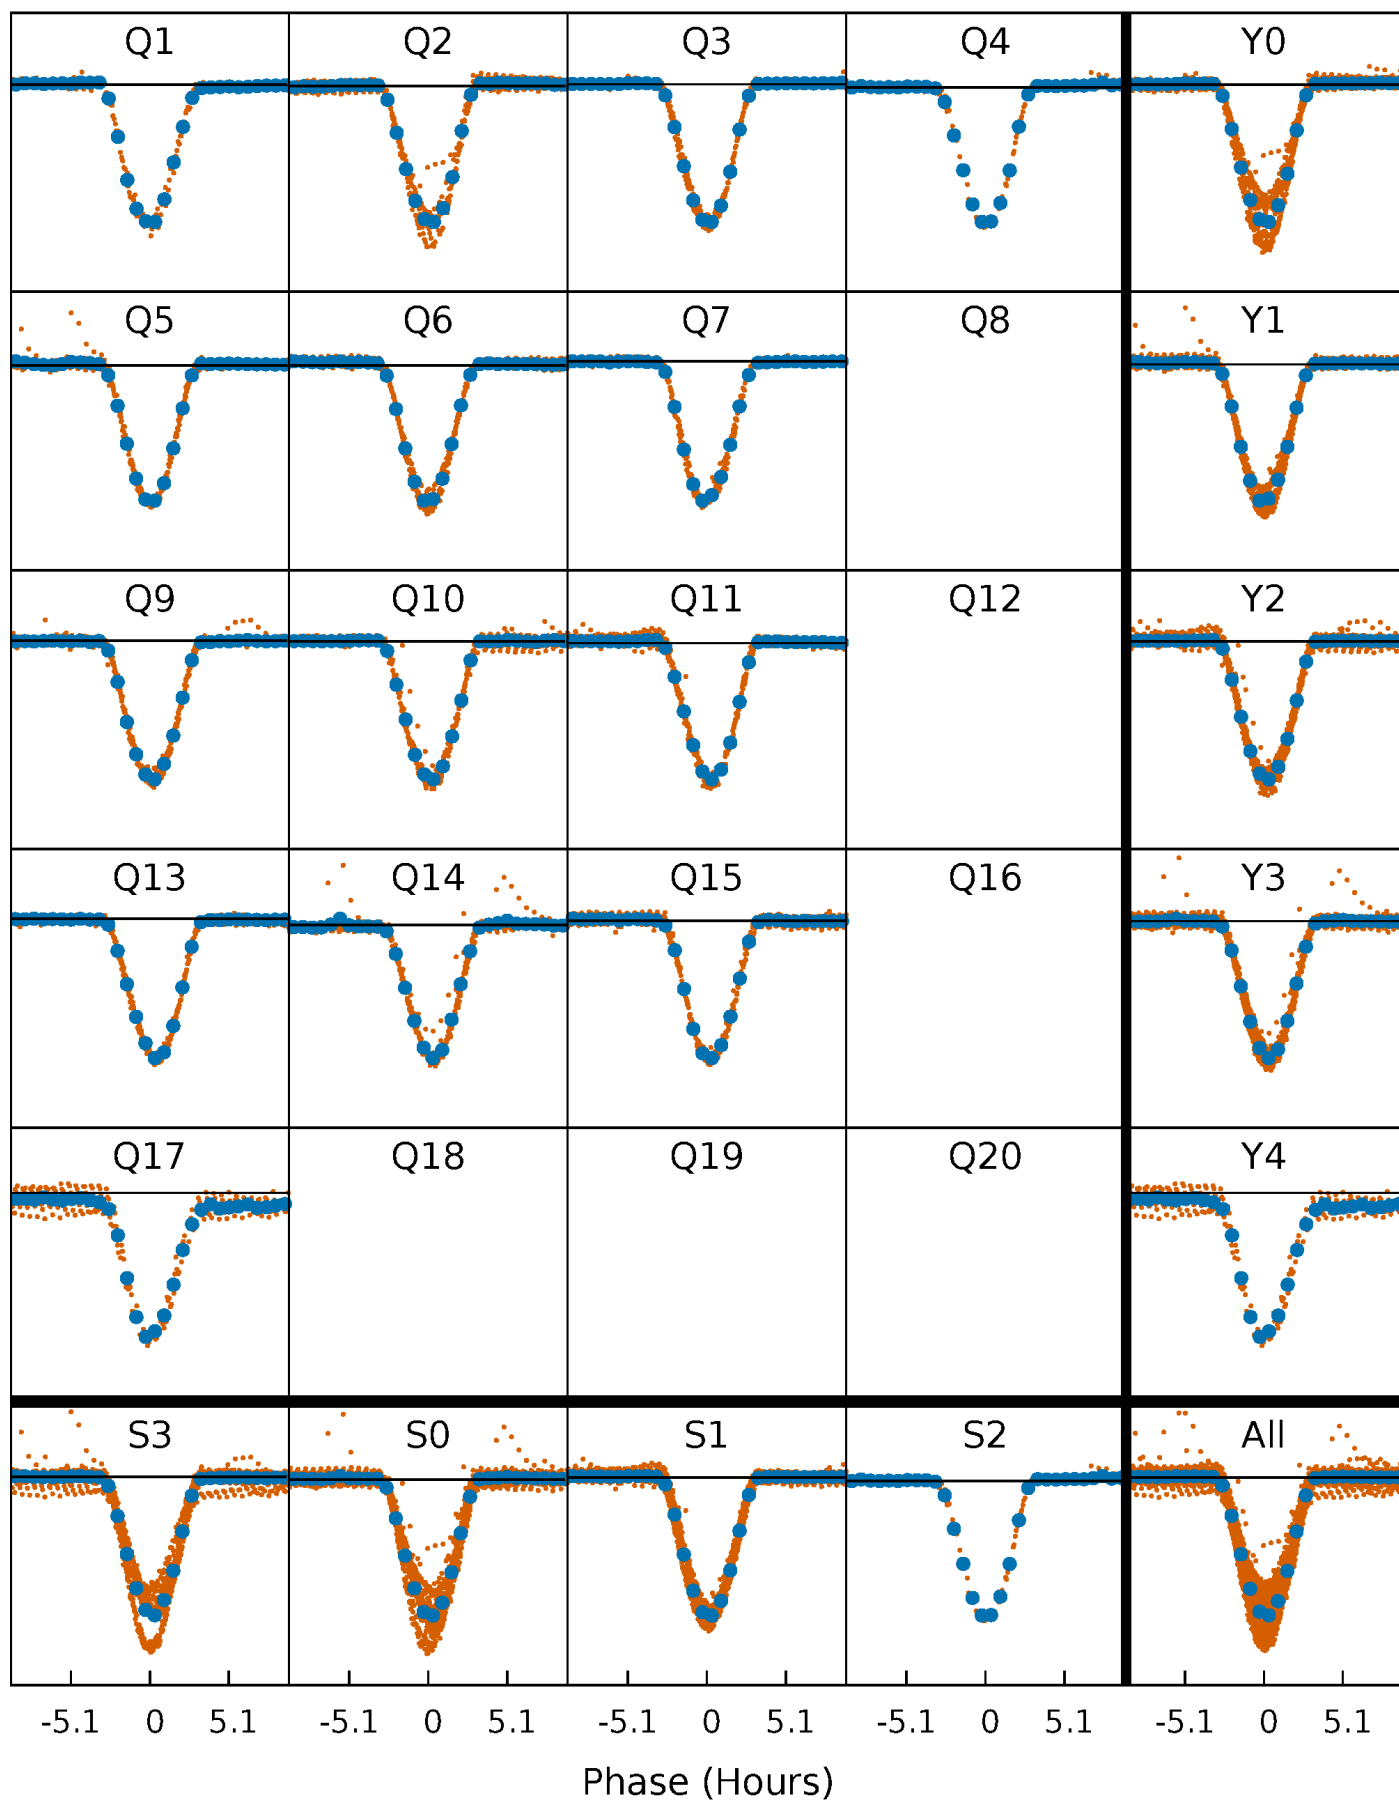 Q1 Q2 Q3 Q4 Y0
Q5 Q6 Q7 Q8 Y1
Q9 Q10 Q11 Q12 Y2
Q13 Q14 Q15 Q16 Y3
Q17 Q18 Q19 Q20 Y4
S3 S0 S1 S2 All
-5.1 0 5.1 -5.1 0 5.1 -5.1 0 5.1 -5.1 0 5.1 -5.1 0 5.1
Phase (Hours)